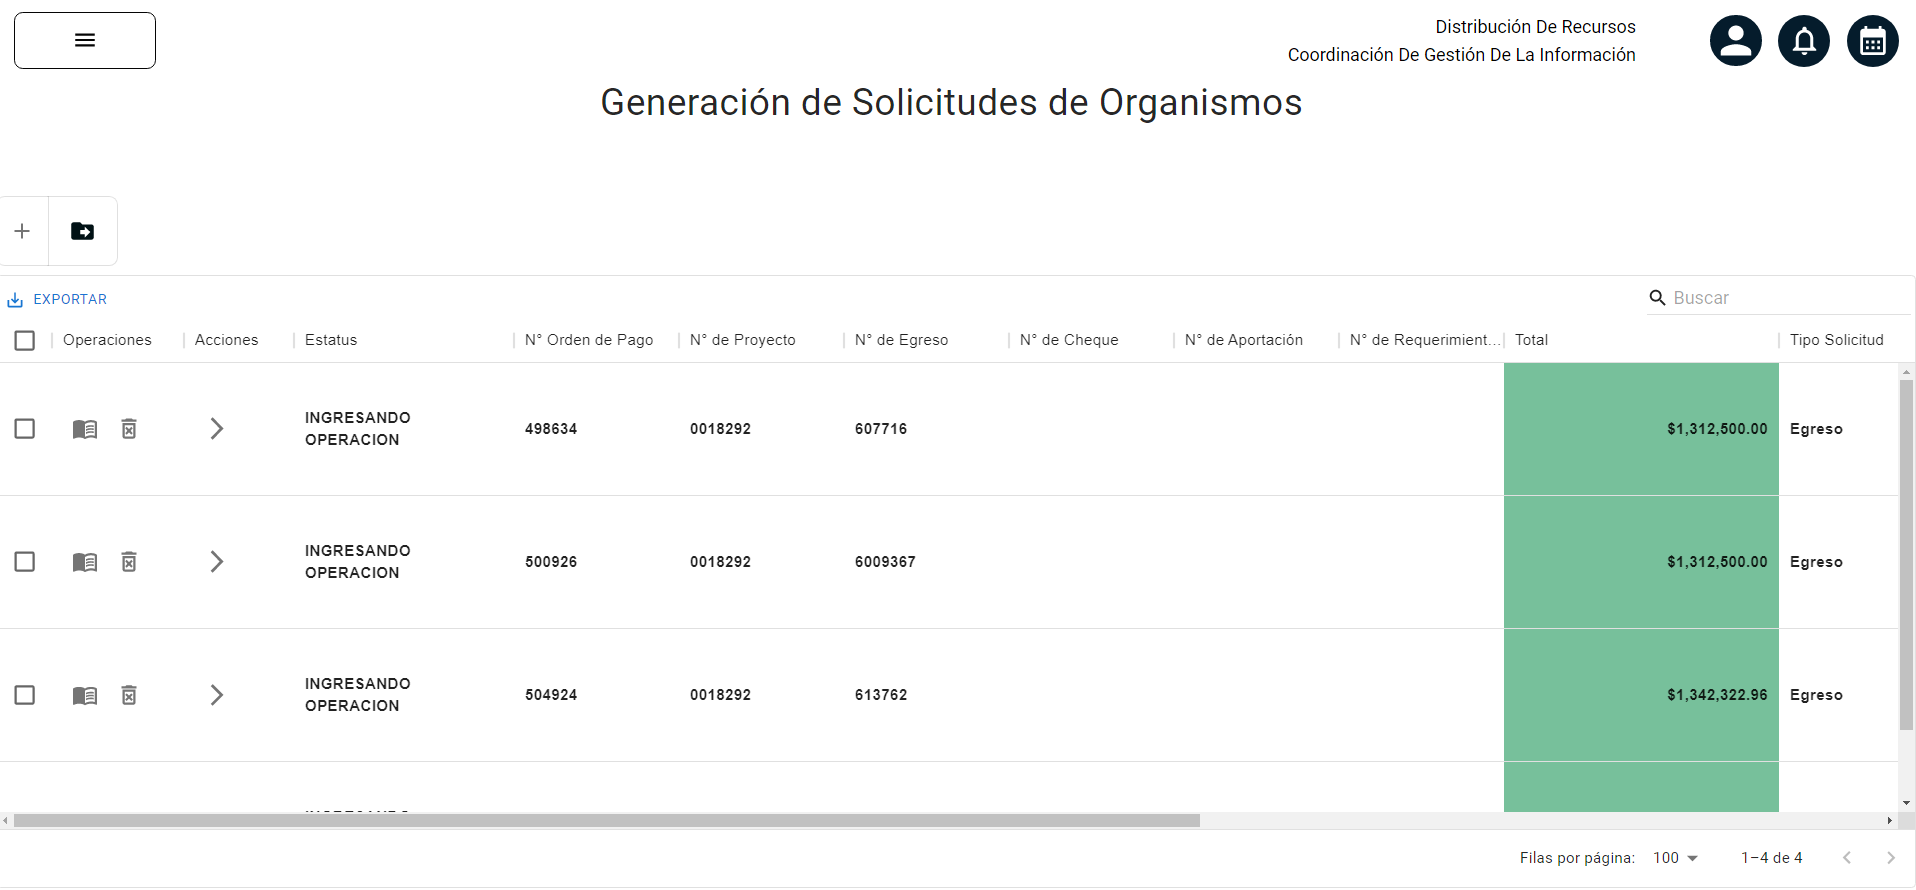 Distribución De Recursos
Coordinación De Gestión De La Información
Generación de Solicitudes de Organismos
EXPORTAR
Buscar
Operaciones Acciones Estatus N° Orden de Pago N° de Proyecto N° de Egreso N° de Cheque N° de Aportación N° de Requerimient... Total Tipo Solicitud
INGRESANDO OPERACION 498634 0018292 607716 $1,312,500.00 Egreso
INGRESANDO OPERACION 500926 0018292 6009367 $1,312,500.00 Egreso
INGRESANDO OPERACION 504924 0018292 613762 $1,342,322.96 Egreso
Filas por página: 100 1–4 de 4